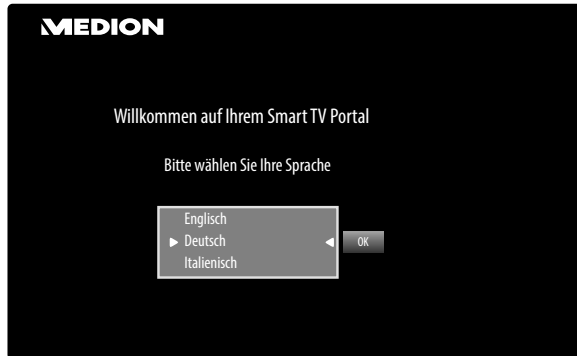 MEDION
Willkommen auf Ihrem Smart TV Portal
Bitte wählen Sie Ihre Sprache
Englisch
Deutsch OK
Italienisch